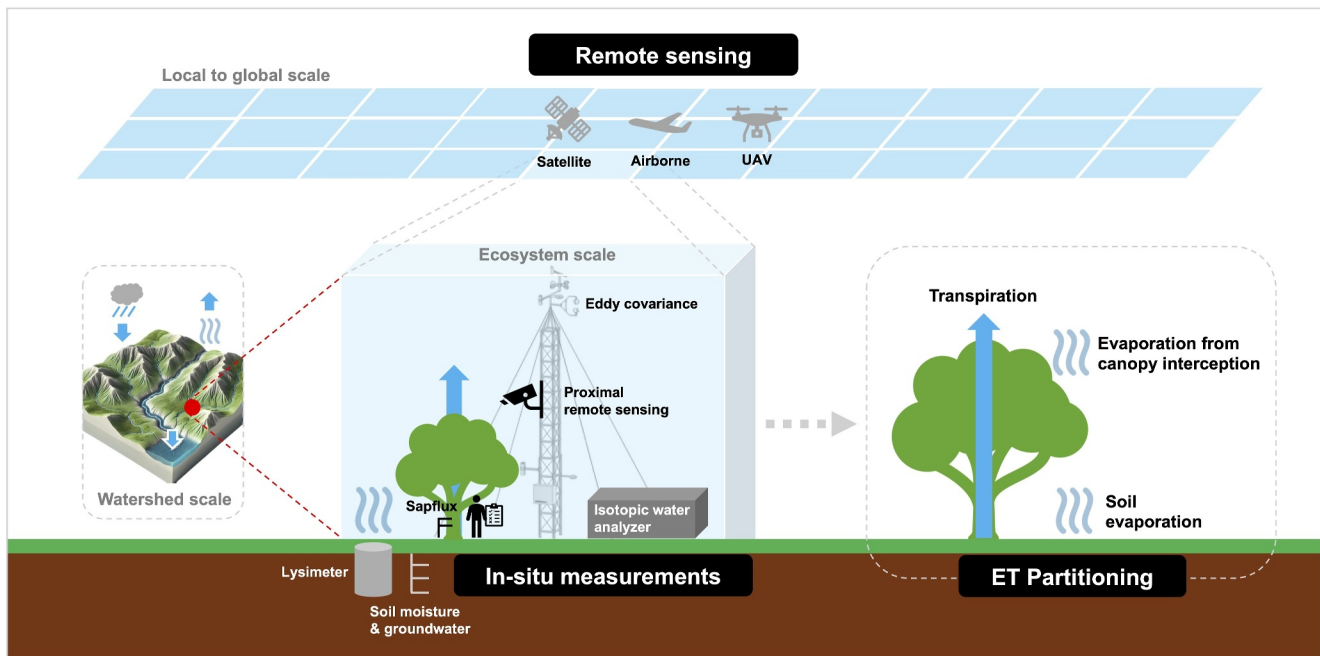 Remote sensing
Local to global scale
Satellite
Airborne
UAV
Ecosystem scale
Eddy covariance
Proximal
remote sensing
Sapflux
Isotopic water
analyzer
Watershed scale
Transpiration
Evaporation from
canopy interception
Soil
evaporation
Lysimeter
In-situ measurements
ET Partitioning
Soil moisture
& groundwater